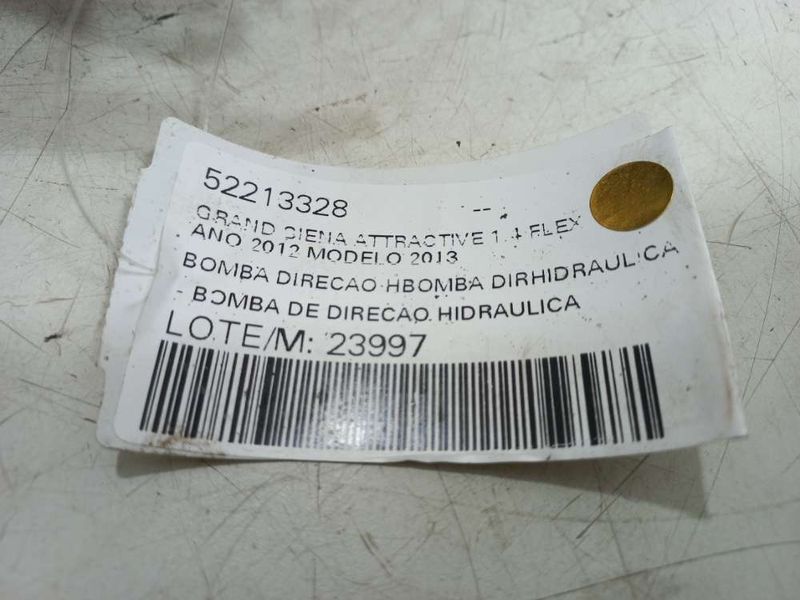 52213328 --
GRAND SIENA ATTRACTIVE 1.4 FLEX
ANO 2012 MODELO 2013
BOMBA DIRECAO HBOMBA DIRHIDRAULICA
- BOMBA DE DIRECAO HIDRAULICA
LOTE/M: 23997